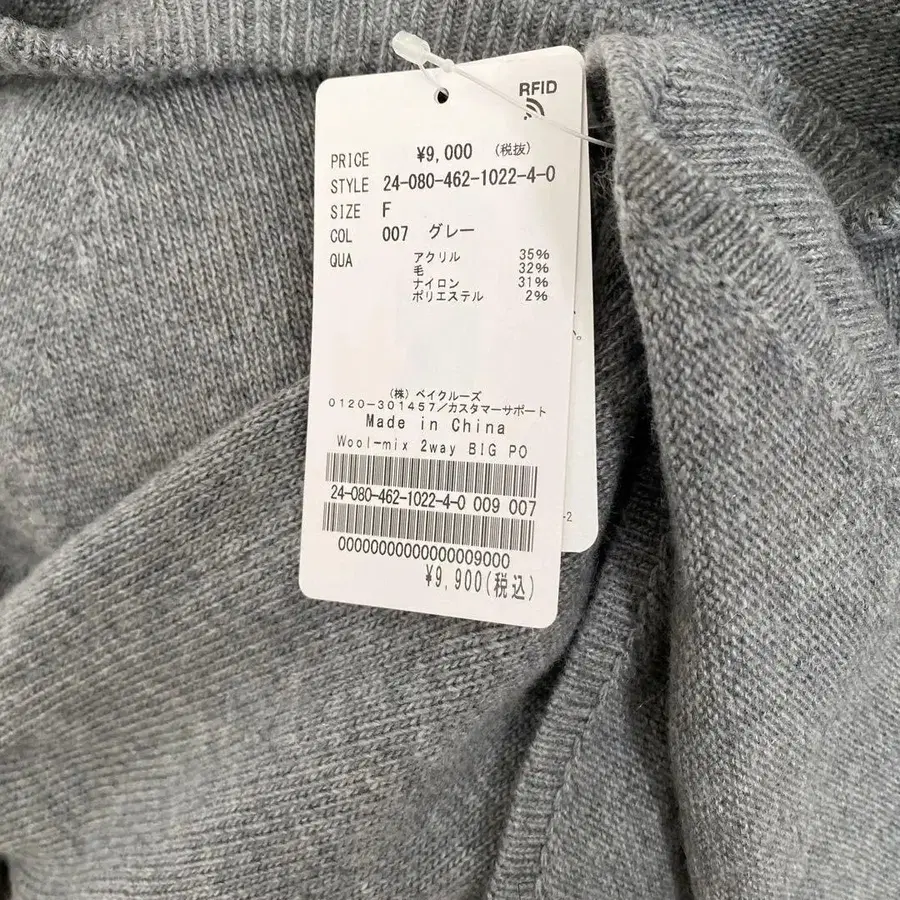 RFID
PRICE ¥9,000 (税抜)
STYLE 24-080-462-1022-4-0
SIZE F
COL 007 グレー
QUA アクリル 35%
毛 32%
ナイロン 31%
ポリエステル 2%
(株) ベイクルーズ
0120-301457/カスタマーサポート
Made in China
Wool-mix 2way BIG PO
24-080-462-1022-4-0 009 007
00000000000000009000
¥9,900(税込)
-2